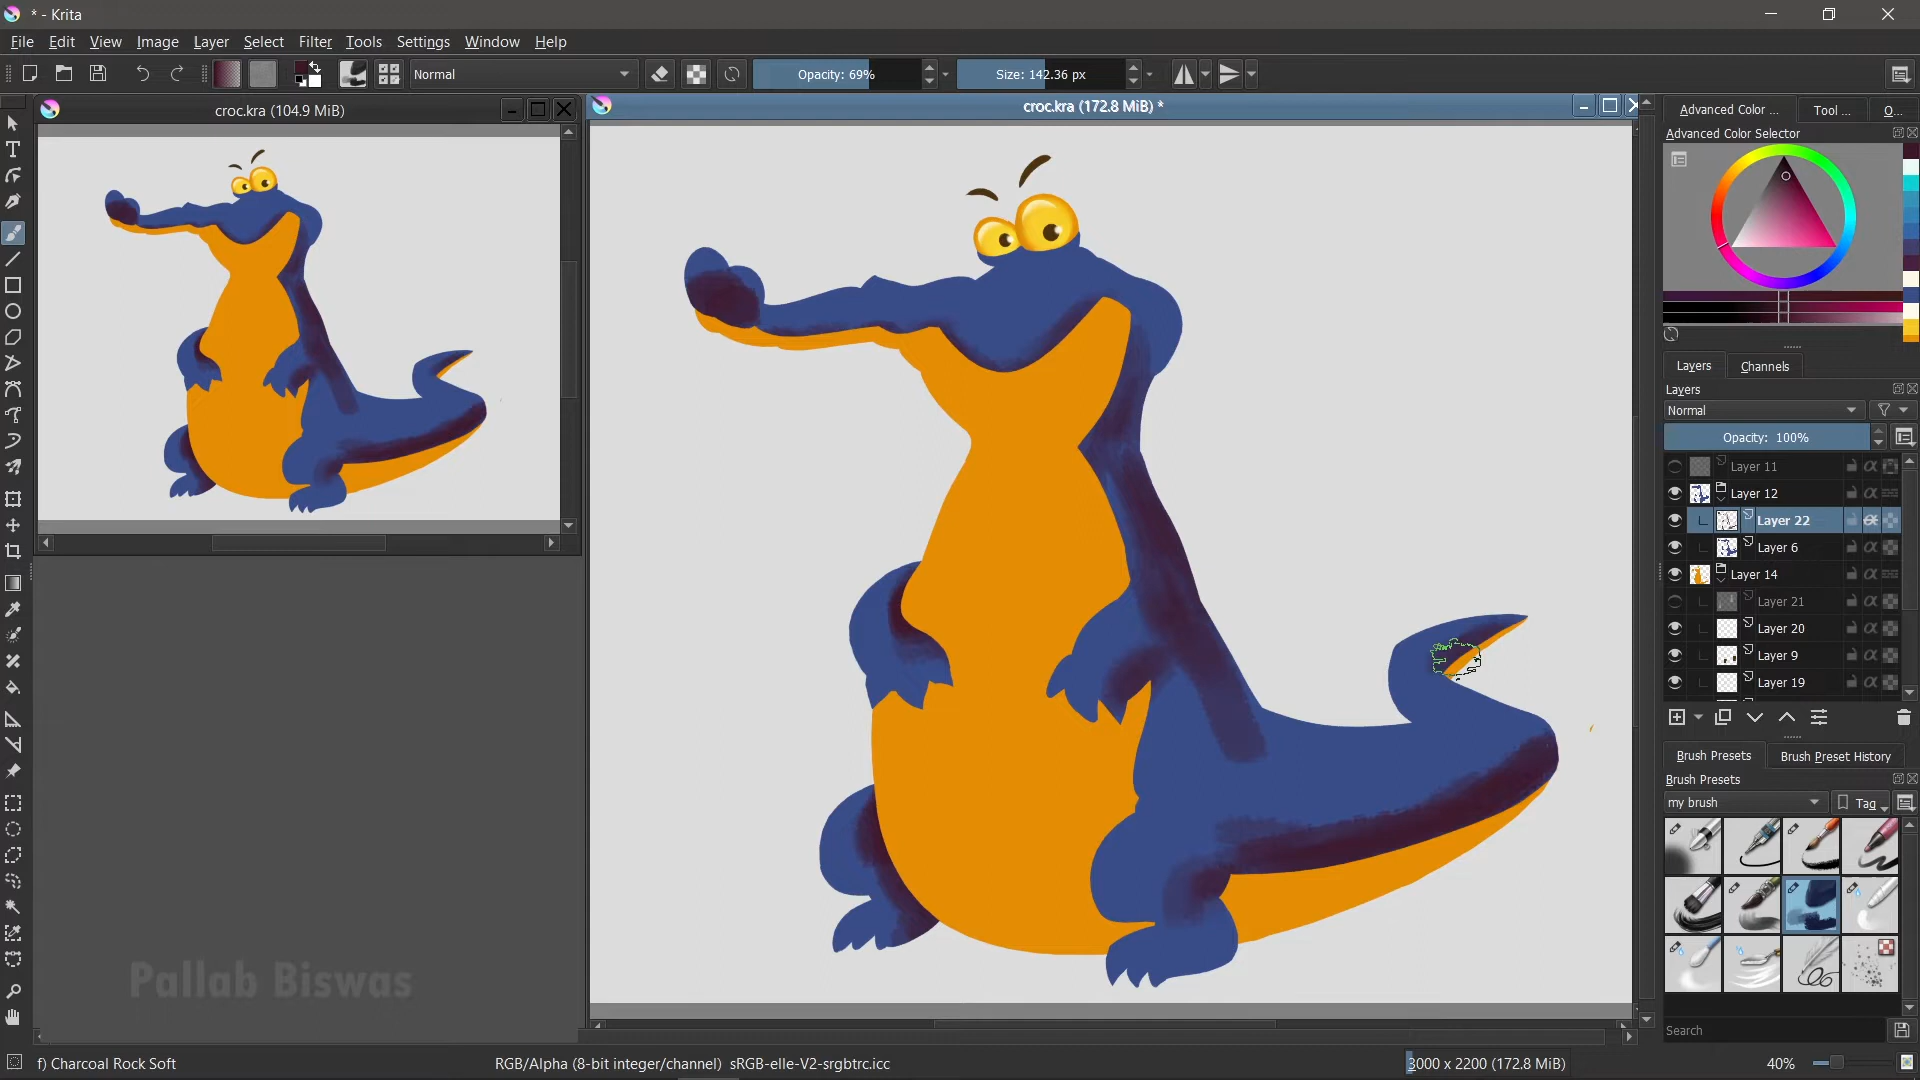 * - Krita
File Edit View Image Layer Select Filter Tools Settings Window Help
Normal
Opacity: 69%
Size: 142.36 px
croc.kra (104.9 MiB)
croc.kra (172.8 MiB) *
Advanced Color ...
Tool ...
O...
Advanced Color Selector
Layers
Channels
Layers
Normal
Opacity: 100%
Layer 11
Layer 12
Layer 22
Layer 6
Layer 14
Layer 21
Layer 20
Layer 9
Layer 19
Brush Presets
Brush Preset History
Brush Presets
my brush
Tag
Search
Pallab Biswas
f) Charcoal Rock Soft
RGB/Alpha (8-bit integer/channel) sRGB-elle-V2-srgbtrc.icc
3000 x 2200 (172.8 MiB)
40%